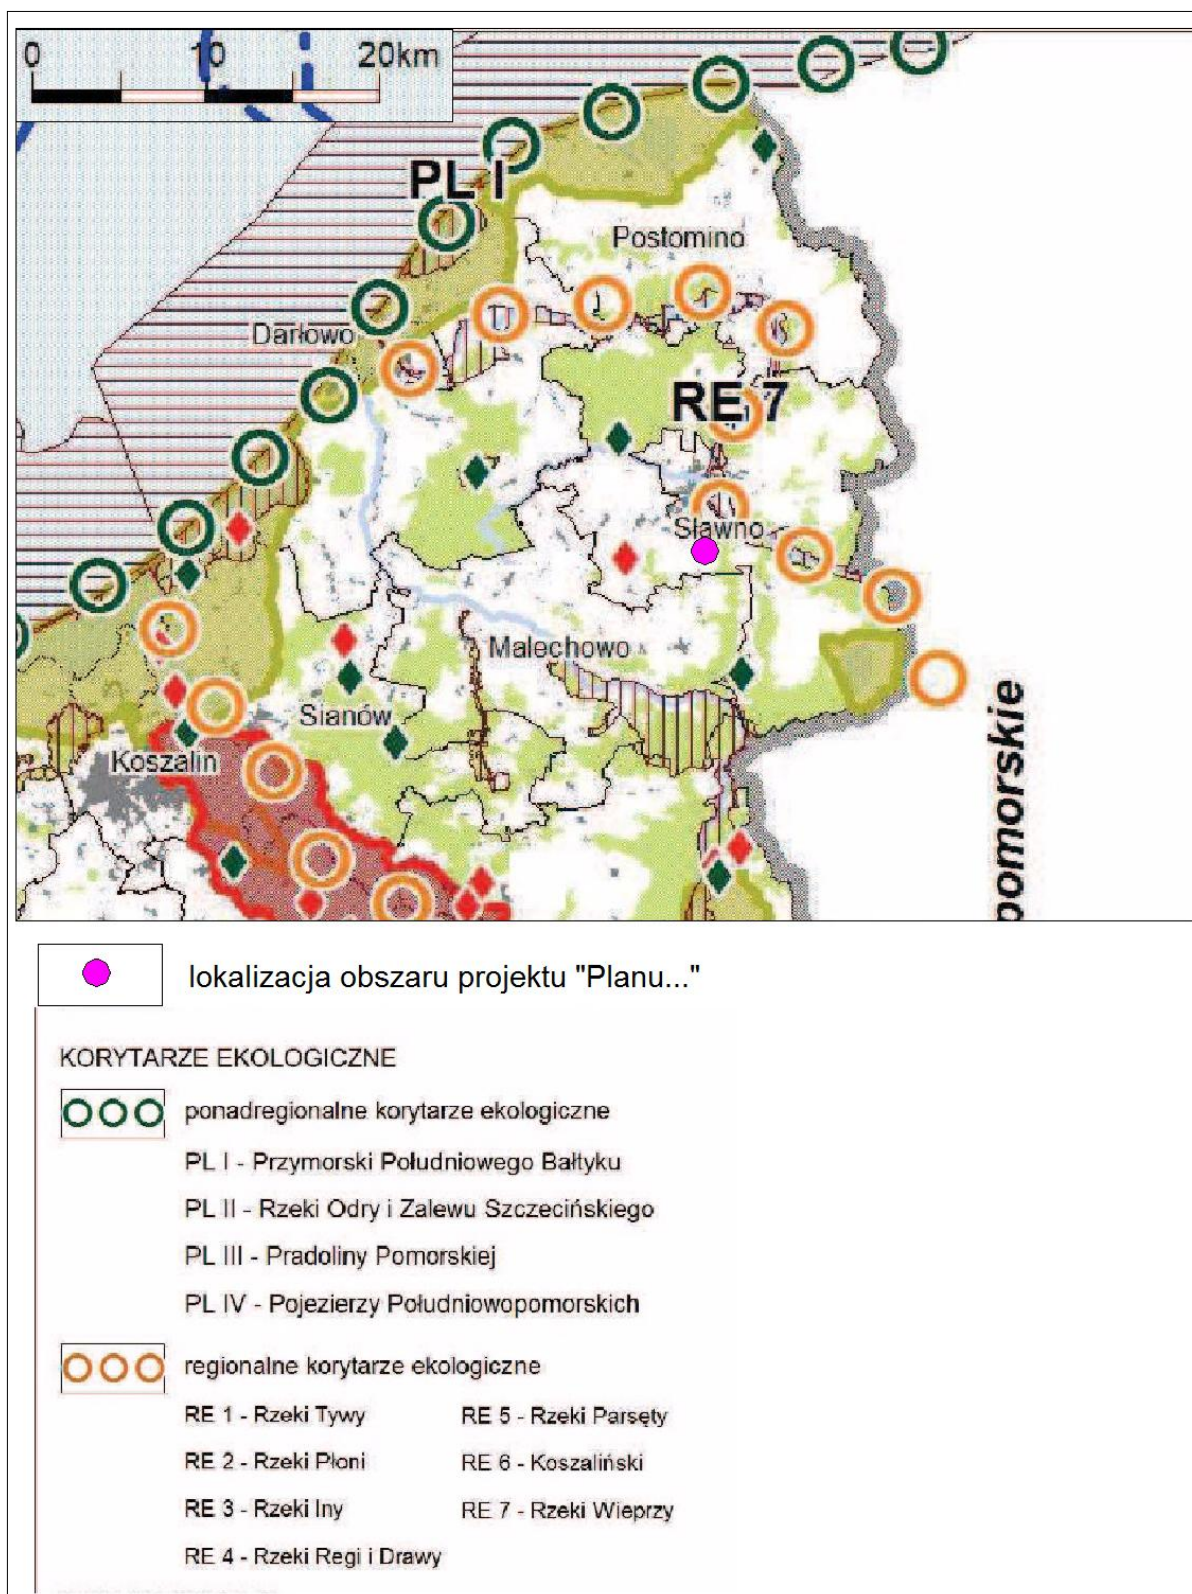 0 10 20km
PL I
Postomino
Darłowo
RE 7
Sławno
Malechowo
Sianów
Koszalin
pomorskie
lokalizacja obszaru projektu "Planu..."
KORYTARZE EKOLOGICZNE
ponadregionalne korytarze ekologiczne
PL I - Przymorski Południowego Bałtyku
PL II - Rzeki Odry i Zalewu Szczecińskiego
PL III - Pradoliny Pomorskiej
PL IV - Pojezierzy Południowopomorskich
regionalne korytarze ekologiczne
RE 1 - Rzeki Tywy RE 5 - Rzeki Parsęty
RE 2 - Rzeki Płoni RE 6 - Koszaliński
RE 3 - Rzeki Iny RE 7 - Rzeki Wieprzy
RE 4 - Rzeki Regi i Drawy